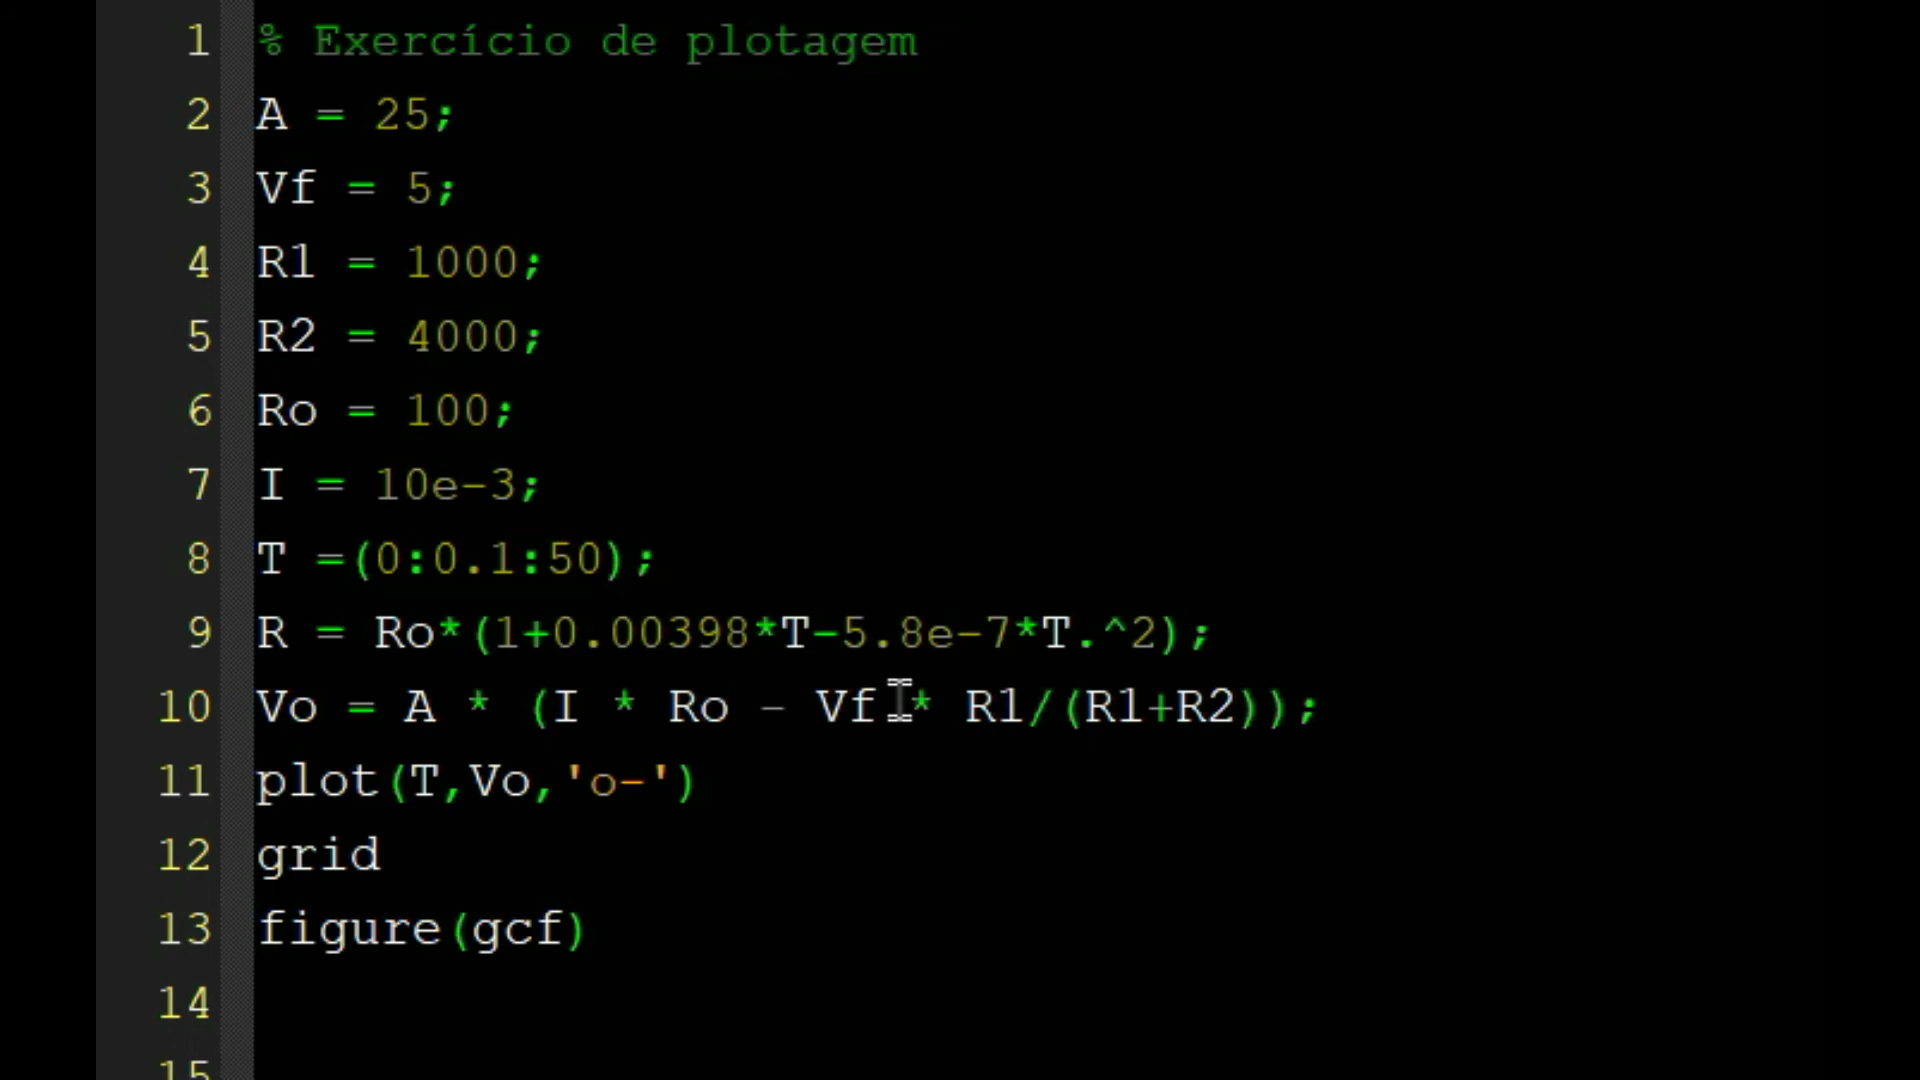 1 % Exercício de plotagem
2 A = 25;
3 Vf = 5;
4 R1 = 1000;
5 R2 = 4000;
6 Ro = 100;
7 I = 10e-3;
8 T =(0:0.1:50);
9 R = Ro*(1+0.00398*T-5.8e-7*T.^2);
10 Vo = A * (I * Ro - Vf * R1/(R1+R2));
11 plot(T,Vo,'o-')
12 grid
13 figure(gcf)
14
15